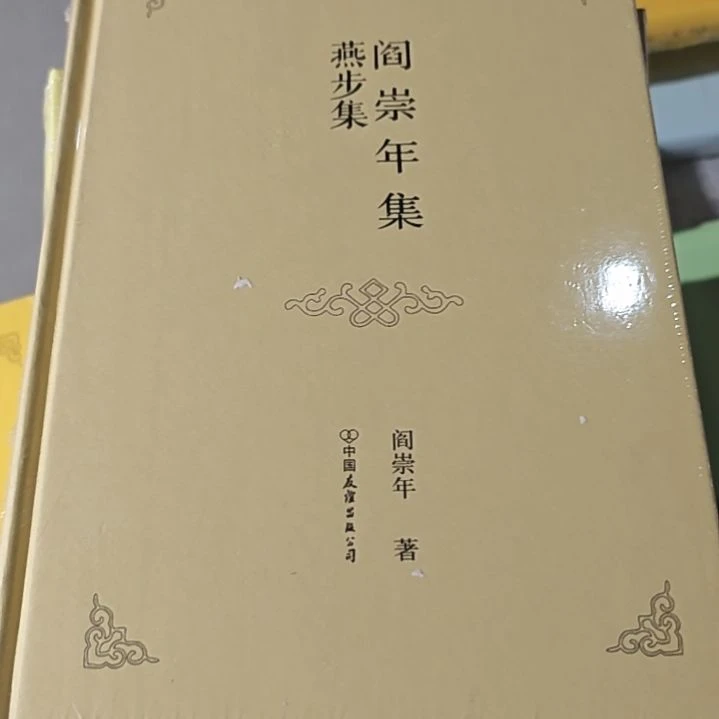 阎崇年集
燕步集
阎崇年 著
中国友谊出版公司